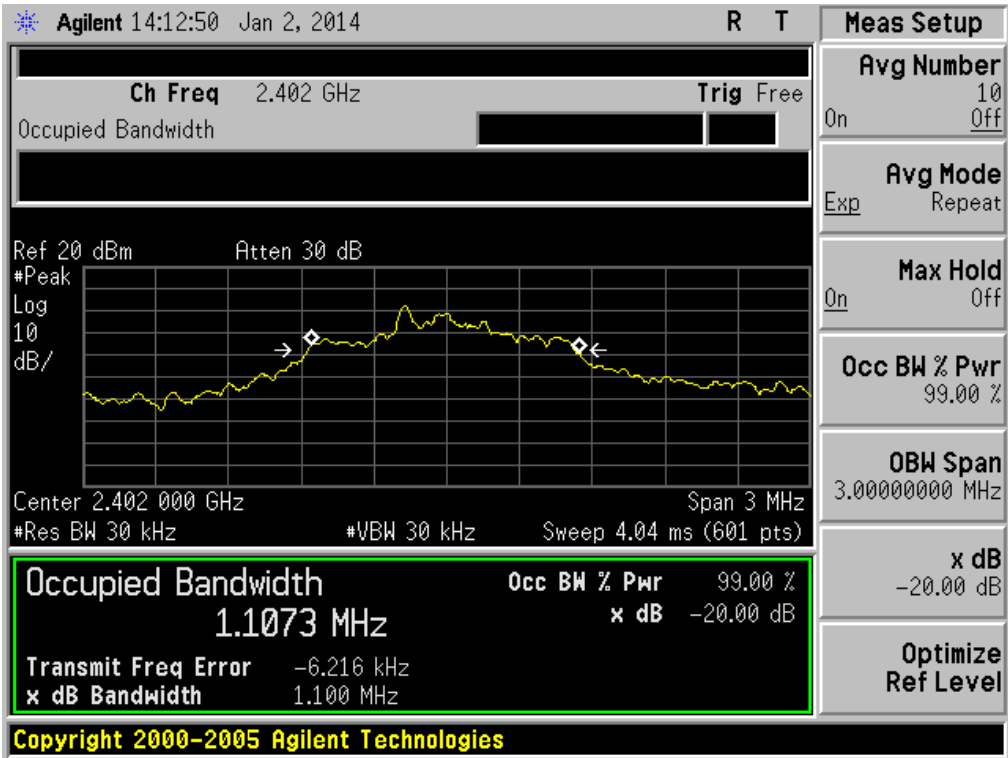 Agilent 14:12:50 Jan 2, 2014 R T
Ch Freq 2.402 GHz Trig Free
Occupied Bandwidth
Ref 20 dBm Atten 30 dB
#Peak
Log
10
dB/
Center 2.402 000 GHz Span 3 MHz
#Res BW 30 kHz #VBW 30 kHz Sweep 4.04 ms (601 pts)
Occupied Bandwidth Occ BW % Pwr 99.00 %
1.1073 MHz x dB -20.00 dB
Transmit Freq Error -6.216 kHz
x dB Bandwidth 1.100 MHz
Copyright 2000-2005 Agilent Technologies
Meas Setup
Avg Number
10
On Off
Avg Mode
Exp Repeat
Max Hold
On Off
Occ BW % Pwr
99.00 %
OBW Span
3.00000000 MHz
x dB
-20.00 dB
Optimize
Ref Level